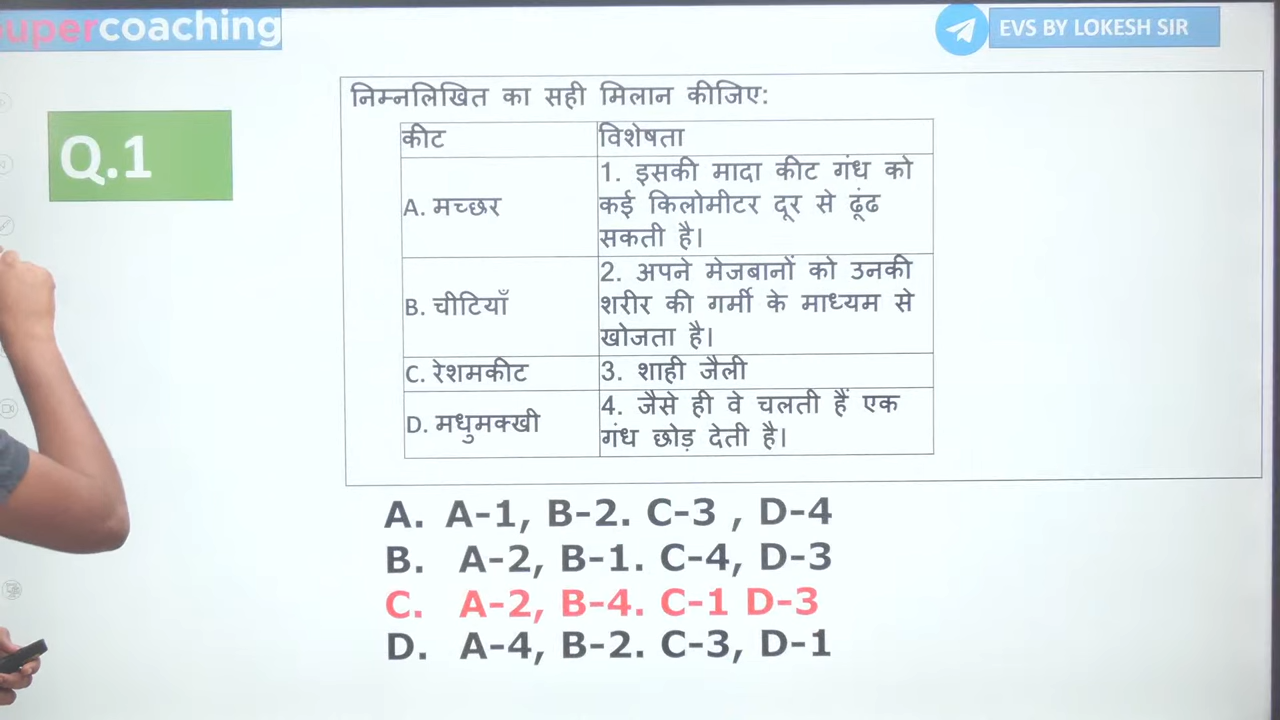 supercoaching
EVS BY LOKESH SIR
Q.1
निम्नलिखित का सही मिलान कीजिए:
कीट विशेषता
A. मच्छर 1. इसकी मादा कीट गंध को
कई किलोमीटर दूर से ढूंढ
सकती है।
B. चीटियाँ 2. अपने मेजबानों को उनकी
शरीर की गर्मी के माध्यम से
खोजता है।
C. रेशमकीट 3. शाही जैली
D. मधुमक्खी 4. जैसे ही वे चलती हैं एक
गंध छोड़ देती है।
A. A-1, B-2. C-3 , D-4
B. A-2, B-1. C-4, D-3
C. A-2, B-4. C-1 D-3
D. A-4, B-2. C-3, D-1